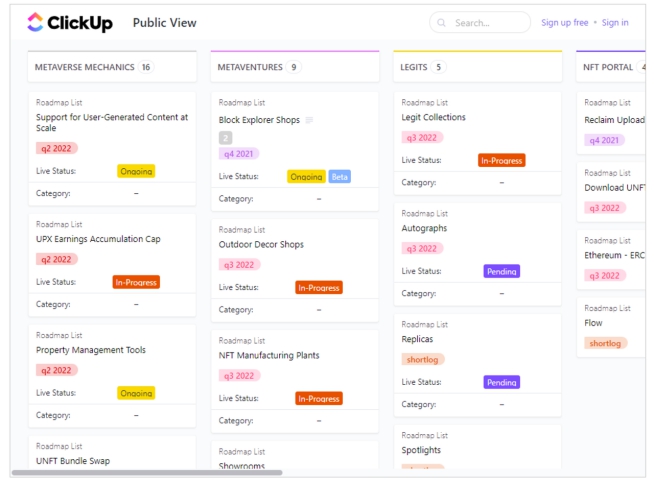 ClickUp Public View Search... Sign up free • Sign in
METAVERSE MECHANICS 16
Roadmap List
Support for User-Generated Content at
Scale
q2 2022
Live Status: Ongoing
Category: –
Roadmap List
UPX Earnings Accumulation Cap
q2 2022
Live Status: In-Progress
Category: –
Roadmap List
Property Management Tools
q2 2022
Live Status: Ongoing
Category: –
Roadmap List
UNFT Bundle Swap
METAVENTURES 9
Roadmap List
Block Explorer Shops
2
q4 2021
Live Status: Ongoing Beta
Category: –
Roadmap List
Outdoor Decor Shops
q3 2022
Live Status: In-Progress
Category: –
Roadmap List
NFT Manufacturing Plants
q3 2022
Live Status: In-Progress
Category: –
Roadmap List
Showrooms
LEGITS 5
Roadmap List
Legit Collections
q3 2022
Live Status: In-Progress
Category: –
Roadmap List
Autographs
q3 2022
Live Status: Pending
Category: –
Roadmap List
Replicas
shortlog
Live Status: Pending
Category: –
Roadmap List
Spotlights
NFT PORTAL 4
Roadmap List
Reclaim Upload
q4 2021
Roadmap List
Download UNFT
q3 2022
Roadmap List
Ethereum - ERC
q3 2022
Roadmap List
Flow
shortlog